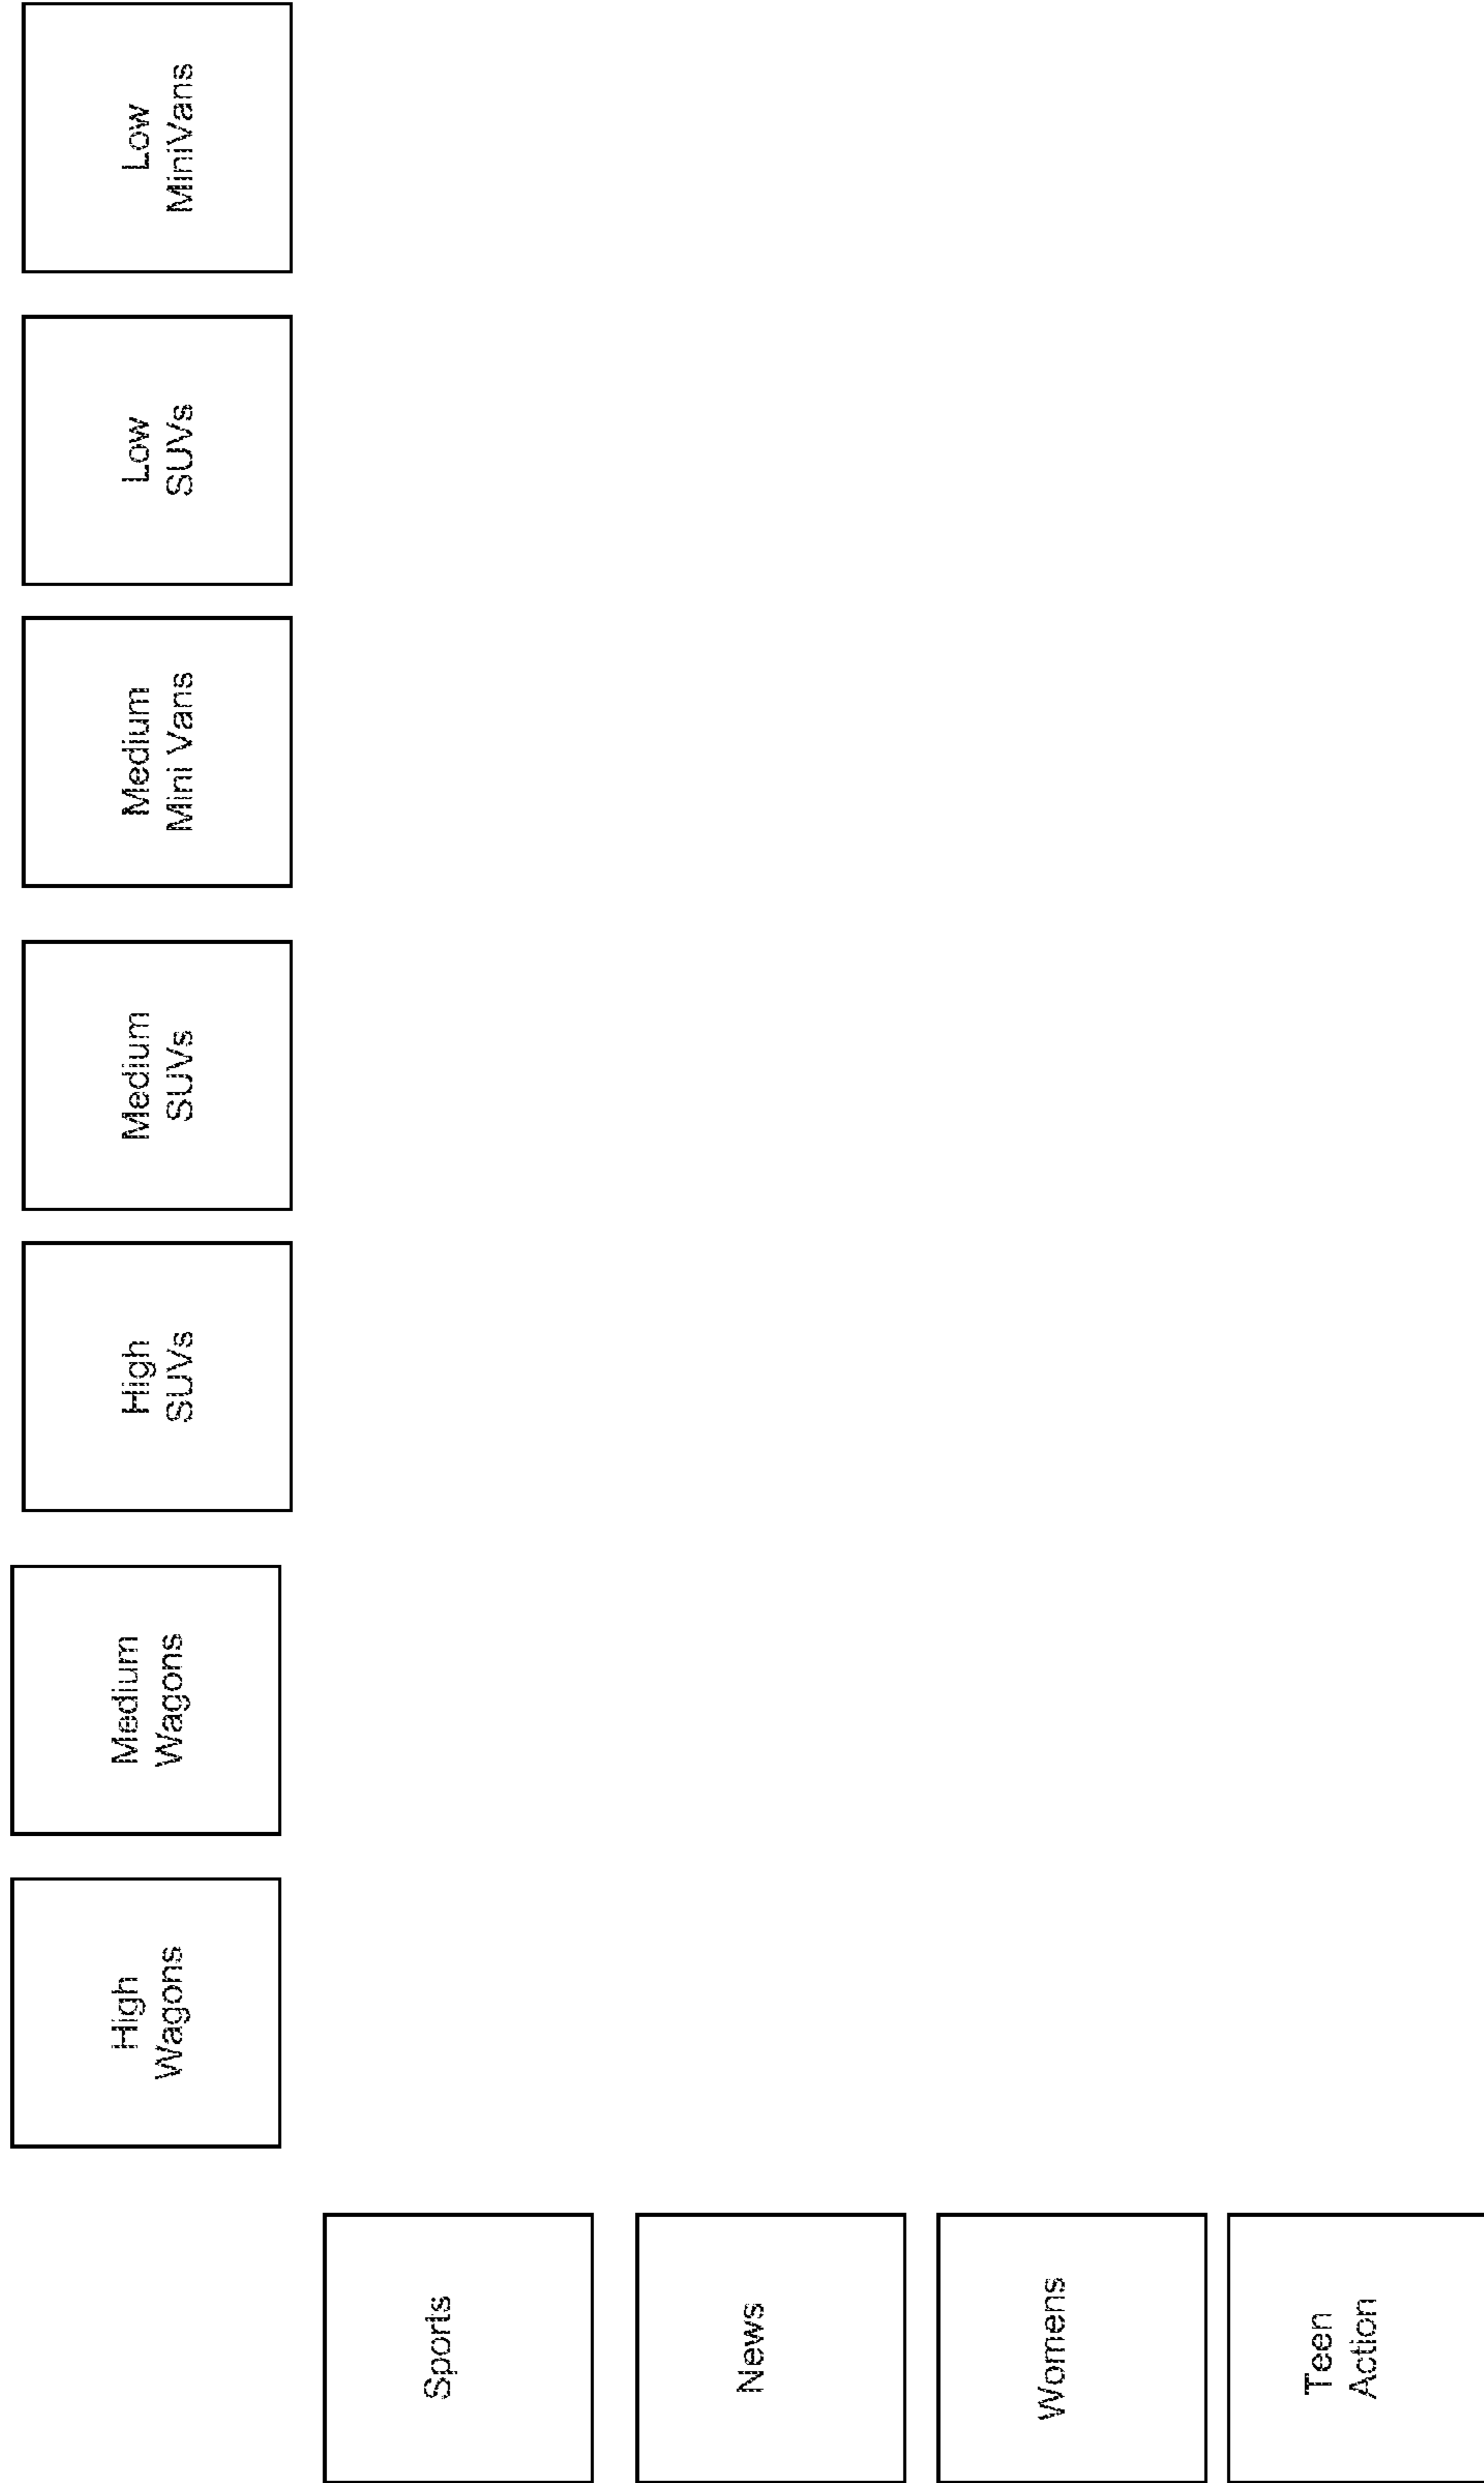 High
Wagons
Medium
Wagons
High
SUVs
Medium
SUVs
Medium
Mini Vans
Low
SUVs
Low
MiniVans
Sports
News
Womens
Teen
Action